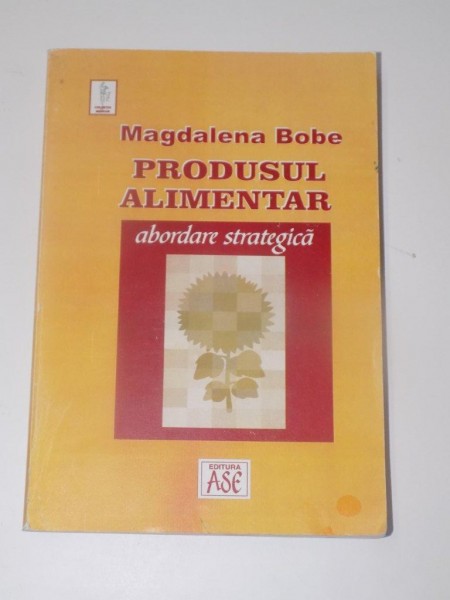 Magdalena Bobe
PRODUSUL
ALIMENTAR
abordare strategică
EDITURA
ASE